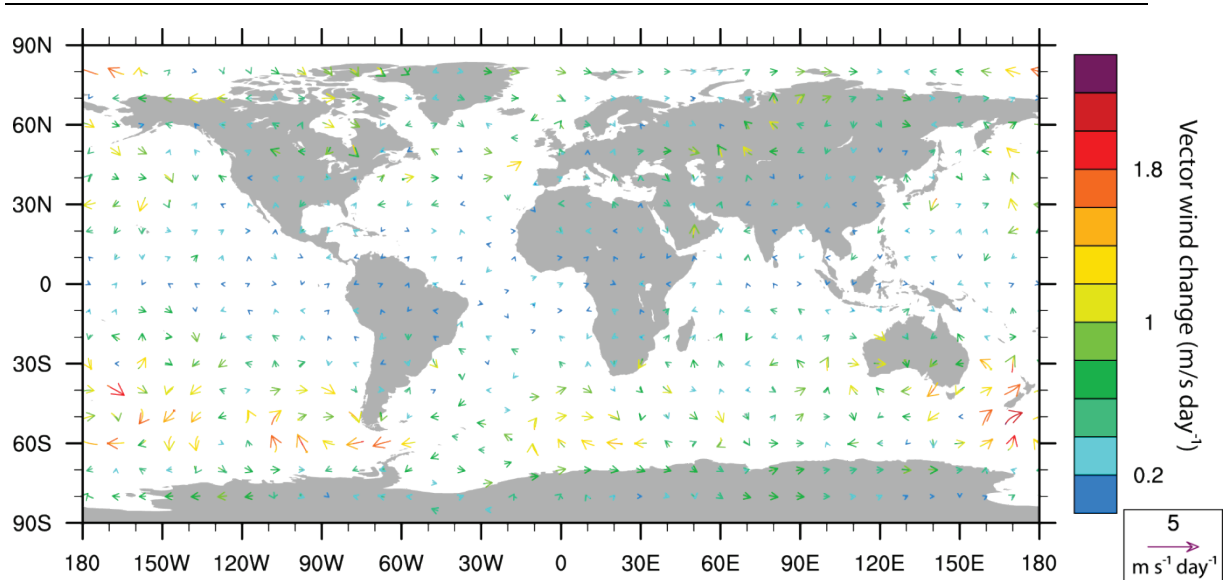 90N
60N
30N
0
30S
60S
90S
180 150W 120W 90W 60W 30W 0 30E 60E 90E 120E 150E 180
1.8
1
0.2
Vector wind change (m/s day⁻¹)
5
m s⁻¹ day⁻¹